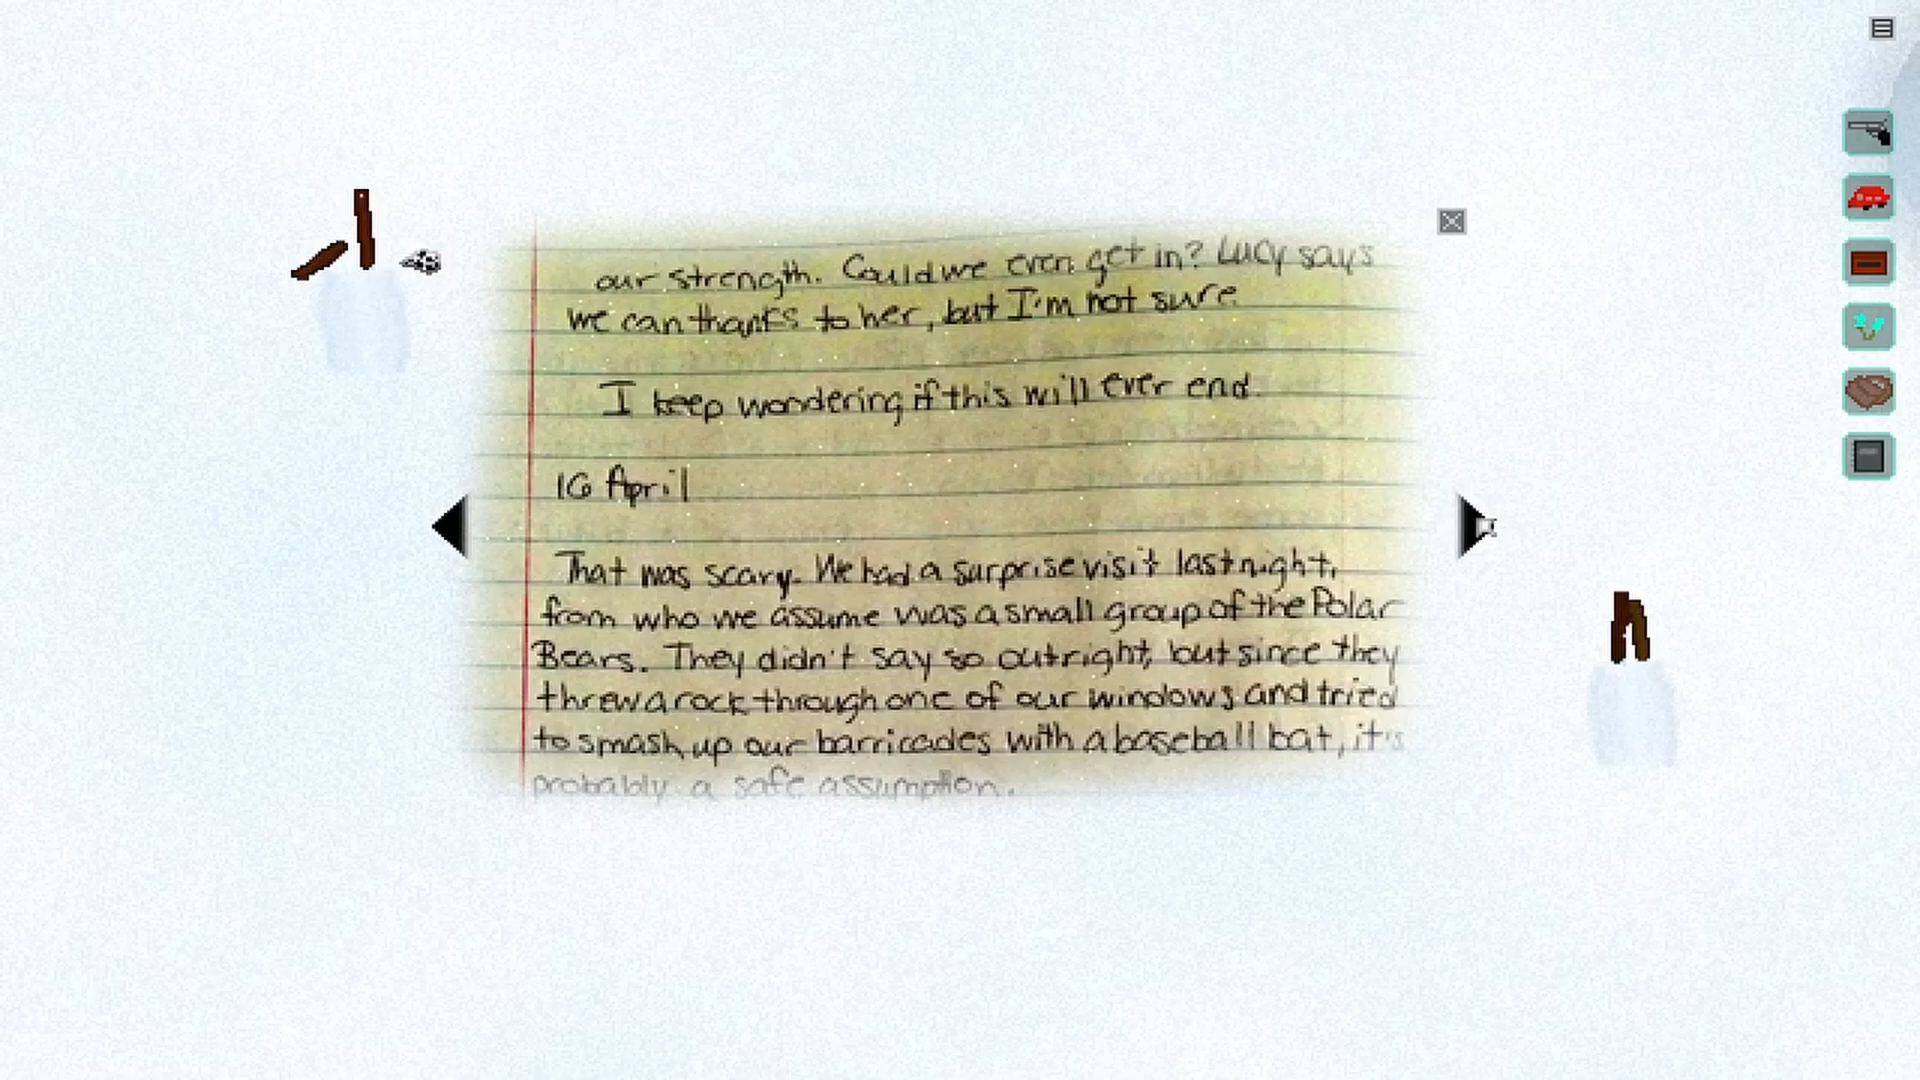 our strength. Could we even get in? Lucy says
we can thanks to her, but I'm not sure.
I keep wondering if this will ever end.
16 April
That was scary. We had a surprise visit last night,
from who we assume was a small group of the Polar
Bears. They didn't say so outright, but since they
threw a rock through one of our windows and tried
to smash up our barricades with a baseball bat, it's
probably a safe assumption.